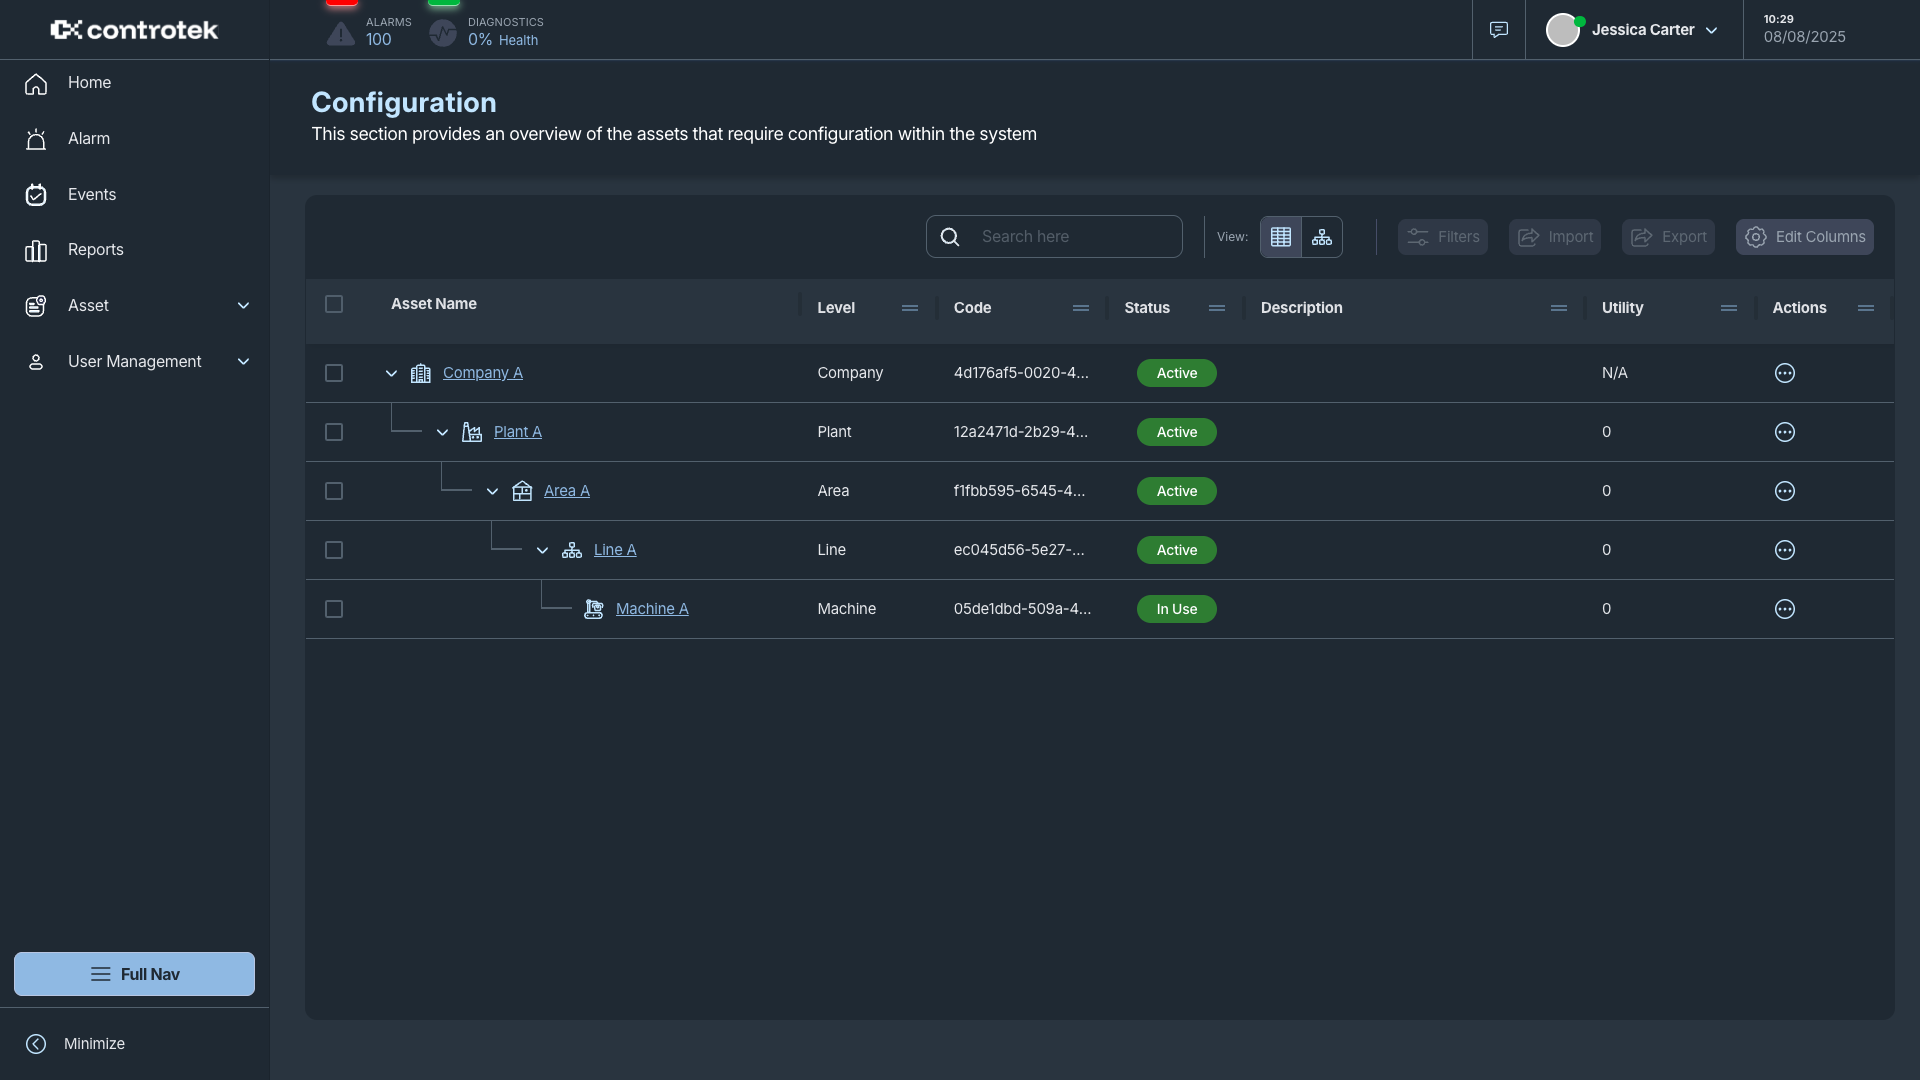 controtek
ALARMS
100
DIAGNOSTICS
0% Health
Jessica Carter
10:29
08/08/2025
Home
Alarm
Events
Reports
Asset
User Management
Full Nav
Minimize
Configuration
This section provides an overview of the assets that require configuration within the system
Search here
View:
Filters
Import
Export
Edit Columns
Asset Name Level Code Status Description Utility Actions
Company A Company 4d176af5-0020-4... Active N/A
Plant A Plant 12a2471d-2b29-4... Active 0
Area A Area f1fbb595-6545-4... Active 0
Line A Line ec045d56-5e27-... Active 0
Machine A Machine 05de1dbd-509a-4... In Use 0